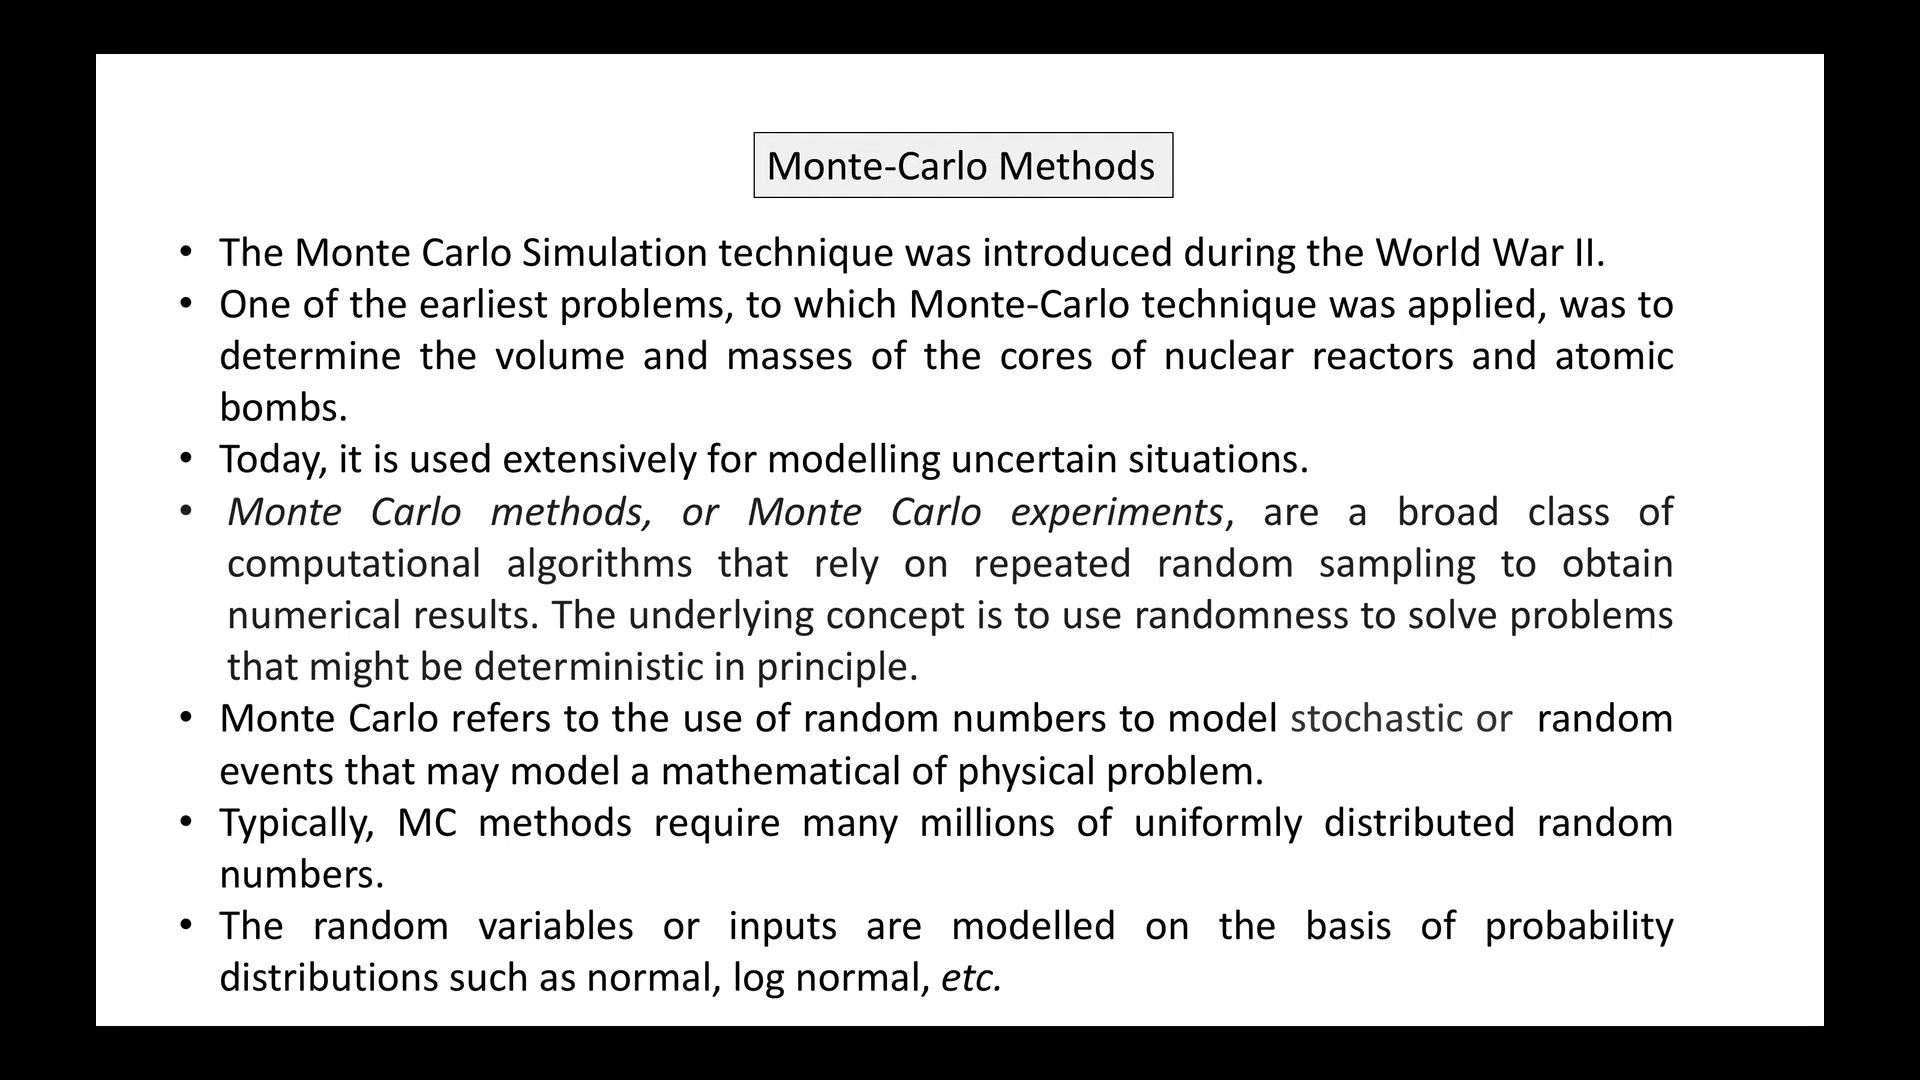 Monte-Carlo Methods
• The Monte Carlo Simulation technique was introduced during the World War II.
• One of the earliest problems, to which Monte-Carlo technique was applied, was to
determine the volume and masses of the cores of nuclear reactors and atomic
bombs.
• Today, it is used extensively for modelling uncertain situations.
• Monte Carlo methods, or Monte Carlo experiments, are a broad class of
computational algorithms that rely on repeated random sampling to obtain
numerical results. The underlying concept is to use randomness to solve problems
that might be deterministic in principle.
• Monte Carlo refers to the use of random numbers to model stochastic or random
events that may model a mathematical of physical problem.
• Typically, MC methods require many millions of uniformly distributed random
numbers.
• The random variables or inputs are modelled on the basis of probability
distributions such as normal, log normal, etc.